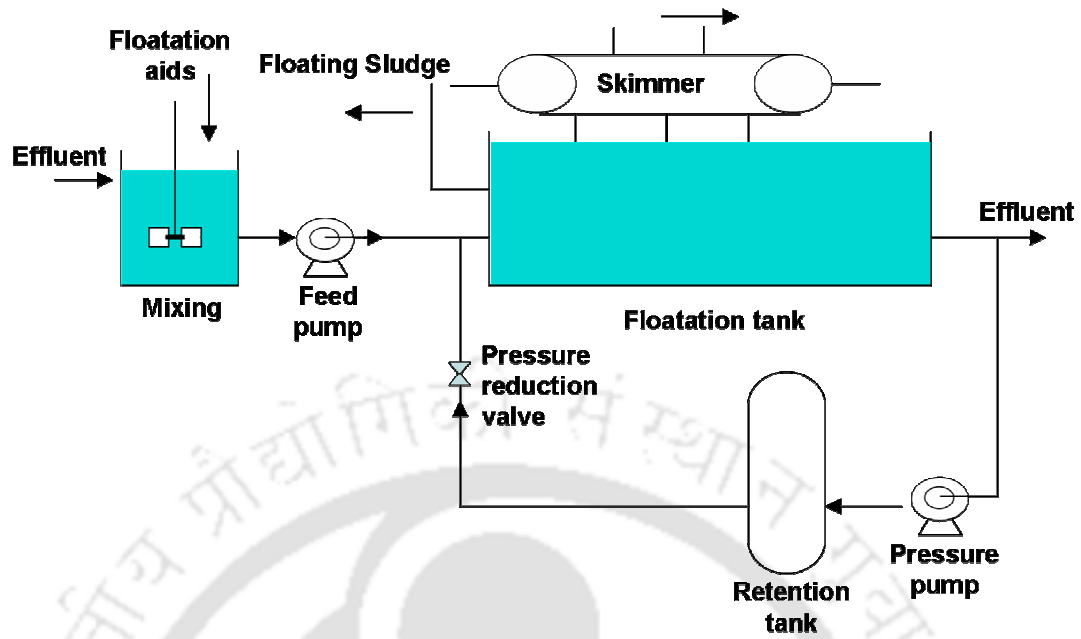 Floatation
aids
Effluent
Mixing
Feed
pump
Floating Sludge
Skimmer
Floatation tank
Effluent
Pressure
reduction
valve
Retention
tank
Pressure
pump